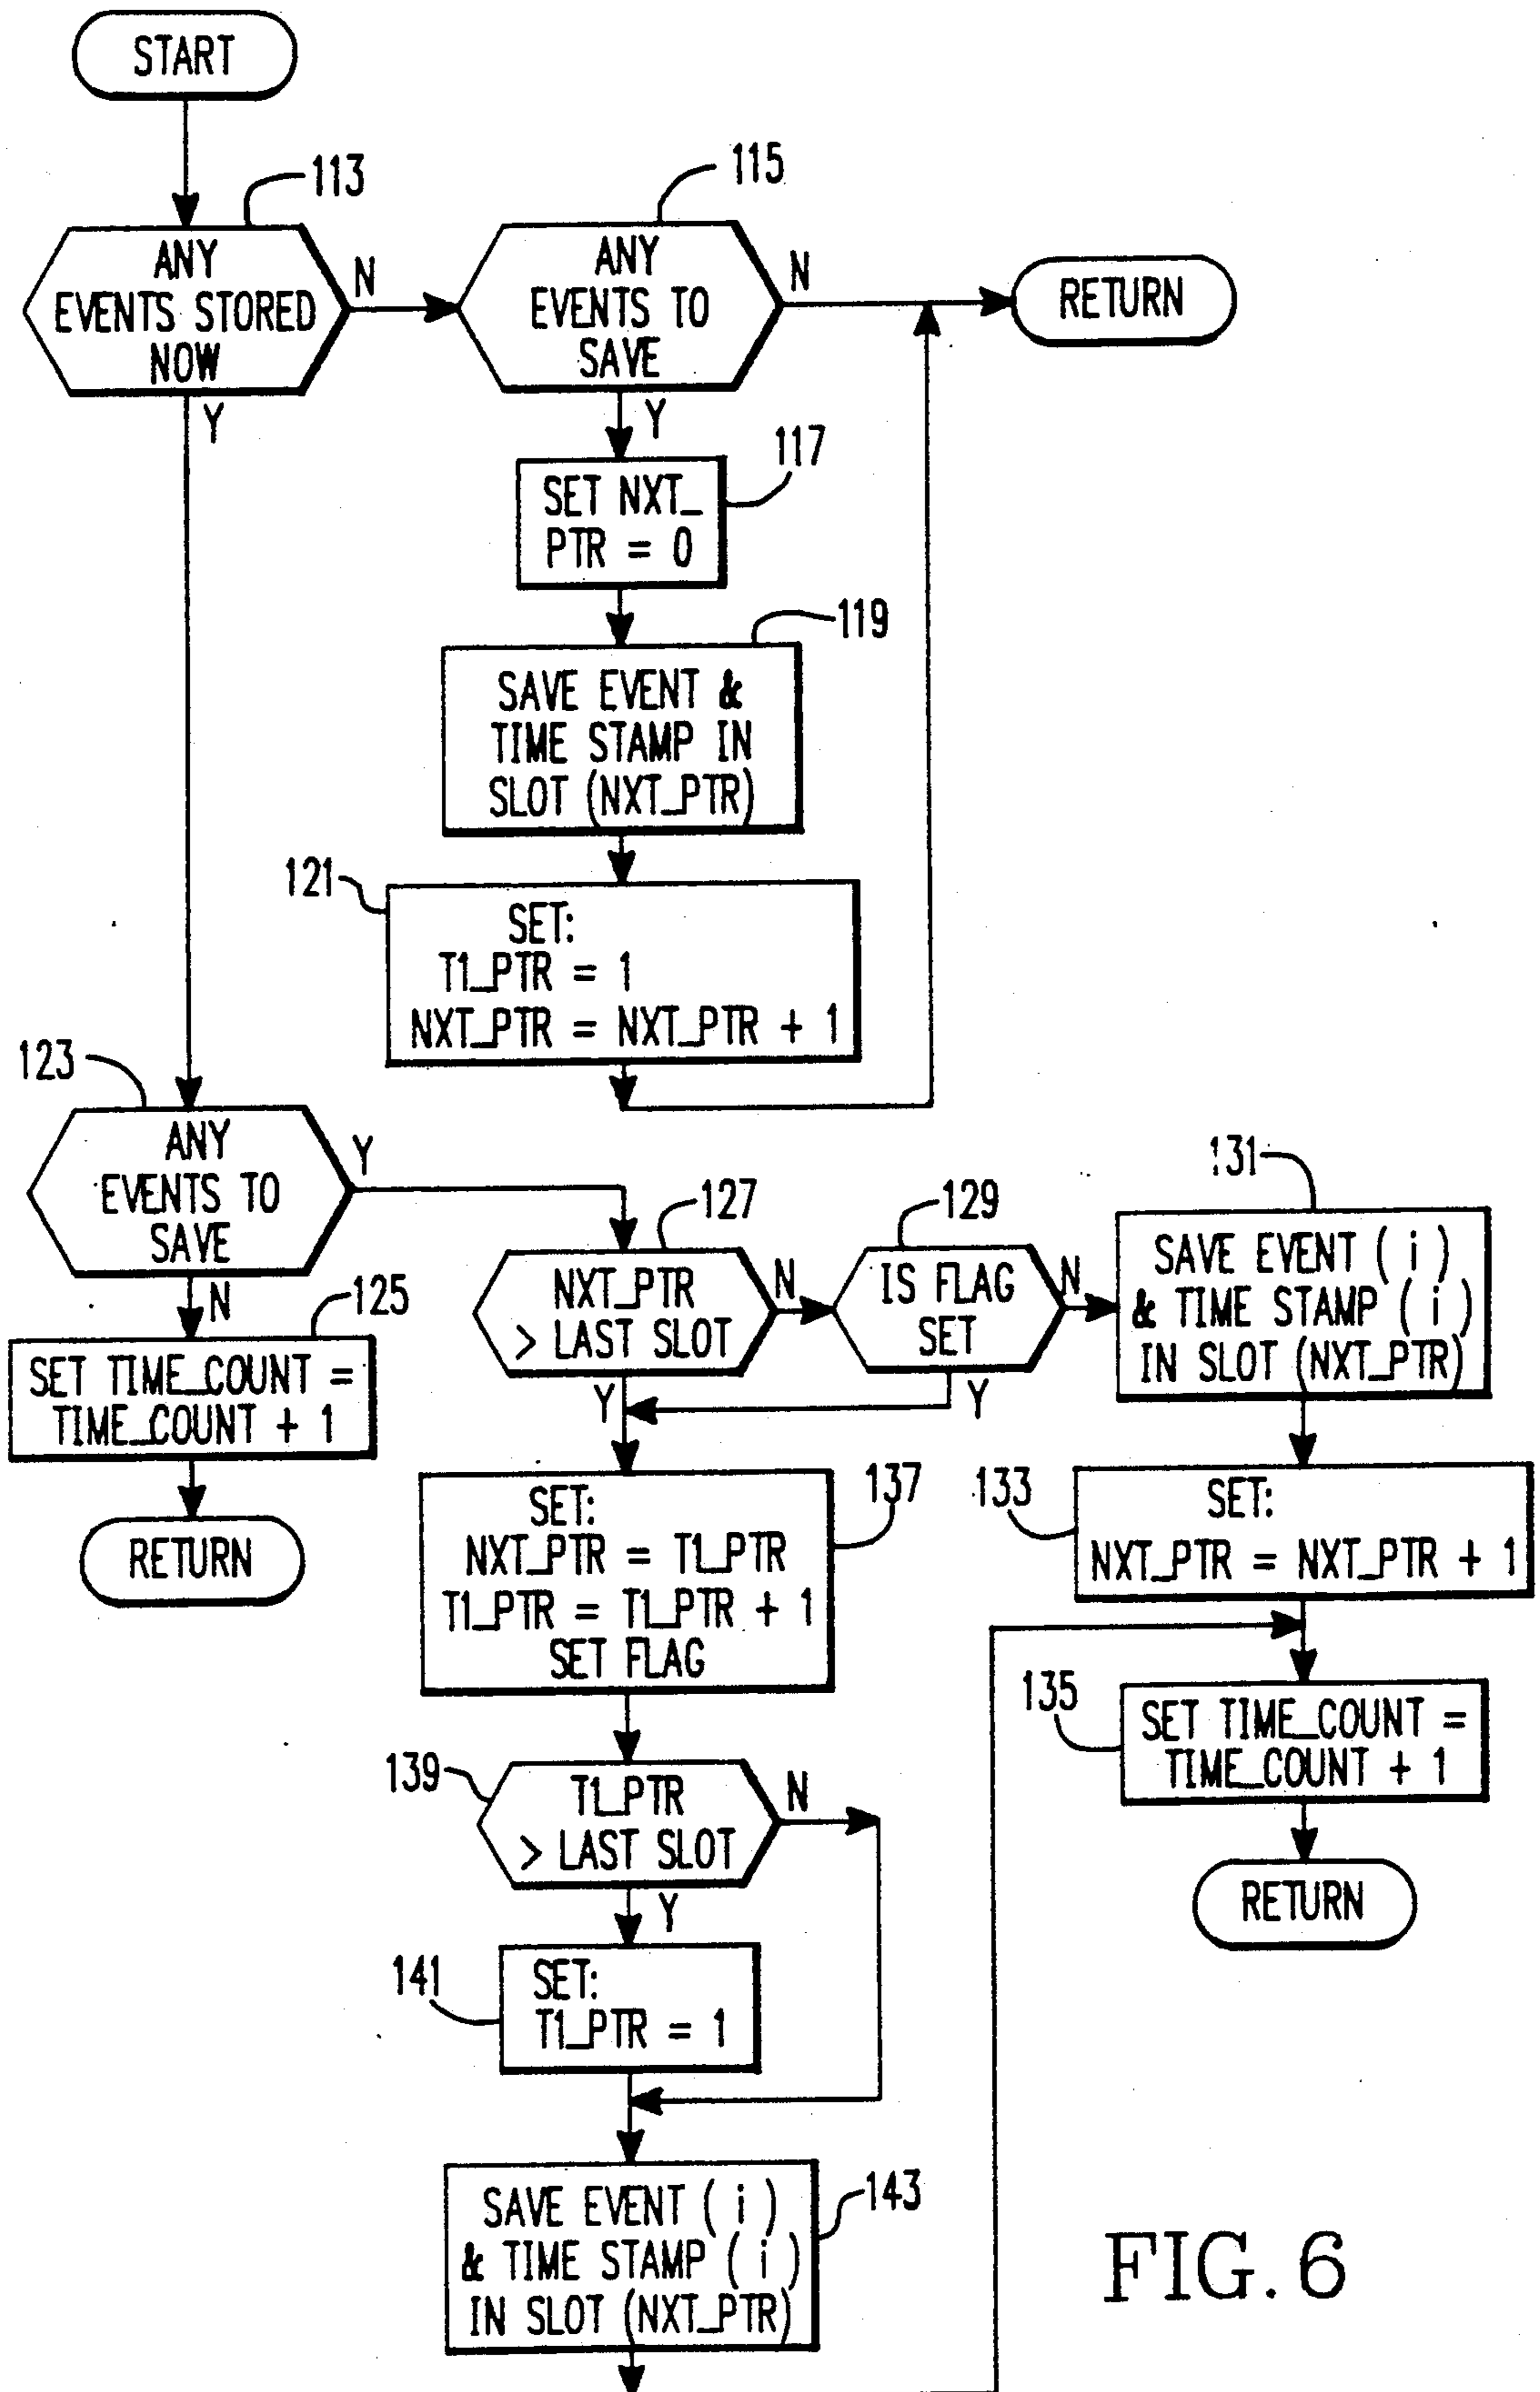 START
113
ANY
EVENTS STORED
NOW
N
Y
115
ANY
EVENTS TO
SAVE
N
Y
RETURN
117
SET NXT_
PTR = 0
119
SAVE EVENT &
TIME STAMP IN
SLOT (NXT_PTR)
121
SET:
T1_PTR = 1
NXT_PTR = NXT_PTR + 1
123
ANY
EVENTS TO
SAVE
Y
N
125
SET TIME_COUNT =
TIME_COUNT + 1
RETURN
127
NXT_PTR
> LAST SLOT
N
Y
129
IS FLAG
SET
N
Y
131
SAVE EVENT ( i )
& TIME STAMP ( i )
IN SLOT (NXT_PTR)
133
SET:
NXT_PTR = NXT_PTR + 1
135
SET TIME_COUNT =
TIME_COUNT + 1
RETURN
137
SET:
NXT_PTR = T1_PTR
T1_PTR = T1_PTR + 1
SET FLAG
139
T1_PTR
> LAST SLOT
N
Y
141
SET:
T1_PTR = 1
143
SAVE EVENT ( i )
& TIME STAMP ( i )
IN SLOT (NXT_PTR)
FIG. 6